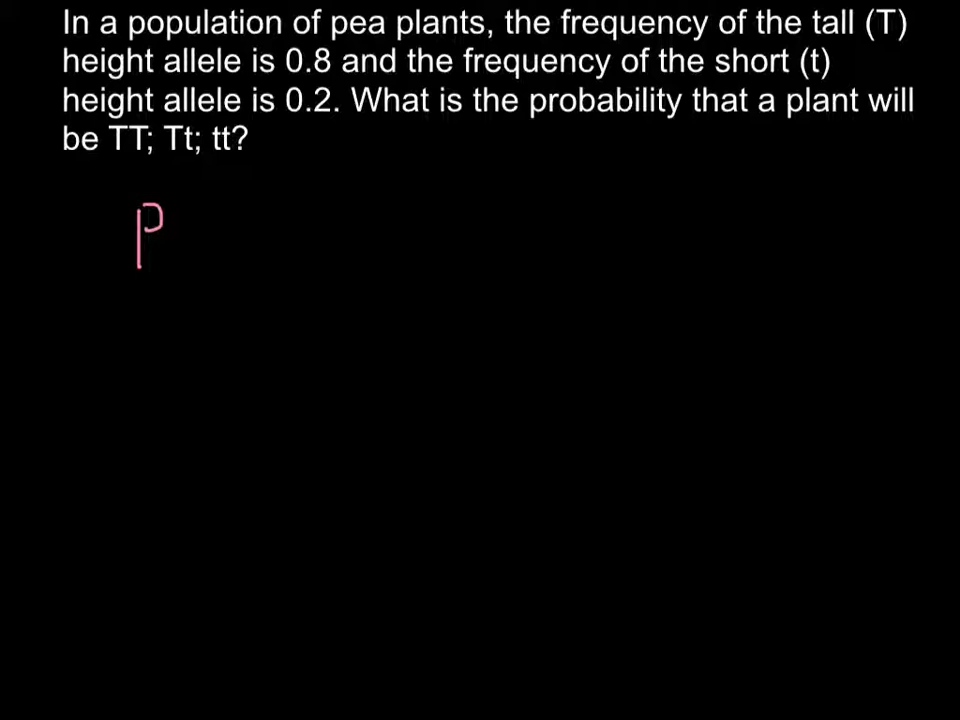 In a population of pea plants, the frequency of the tall (T)
height allele is 0.8 and the frequency of the short (t)
height allele is 0.2. What is the probability that a plant will
be TT; Tt; tt?
P